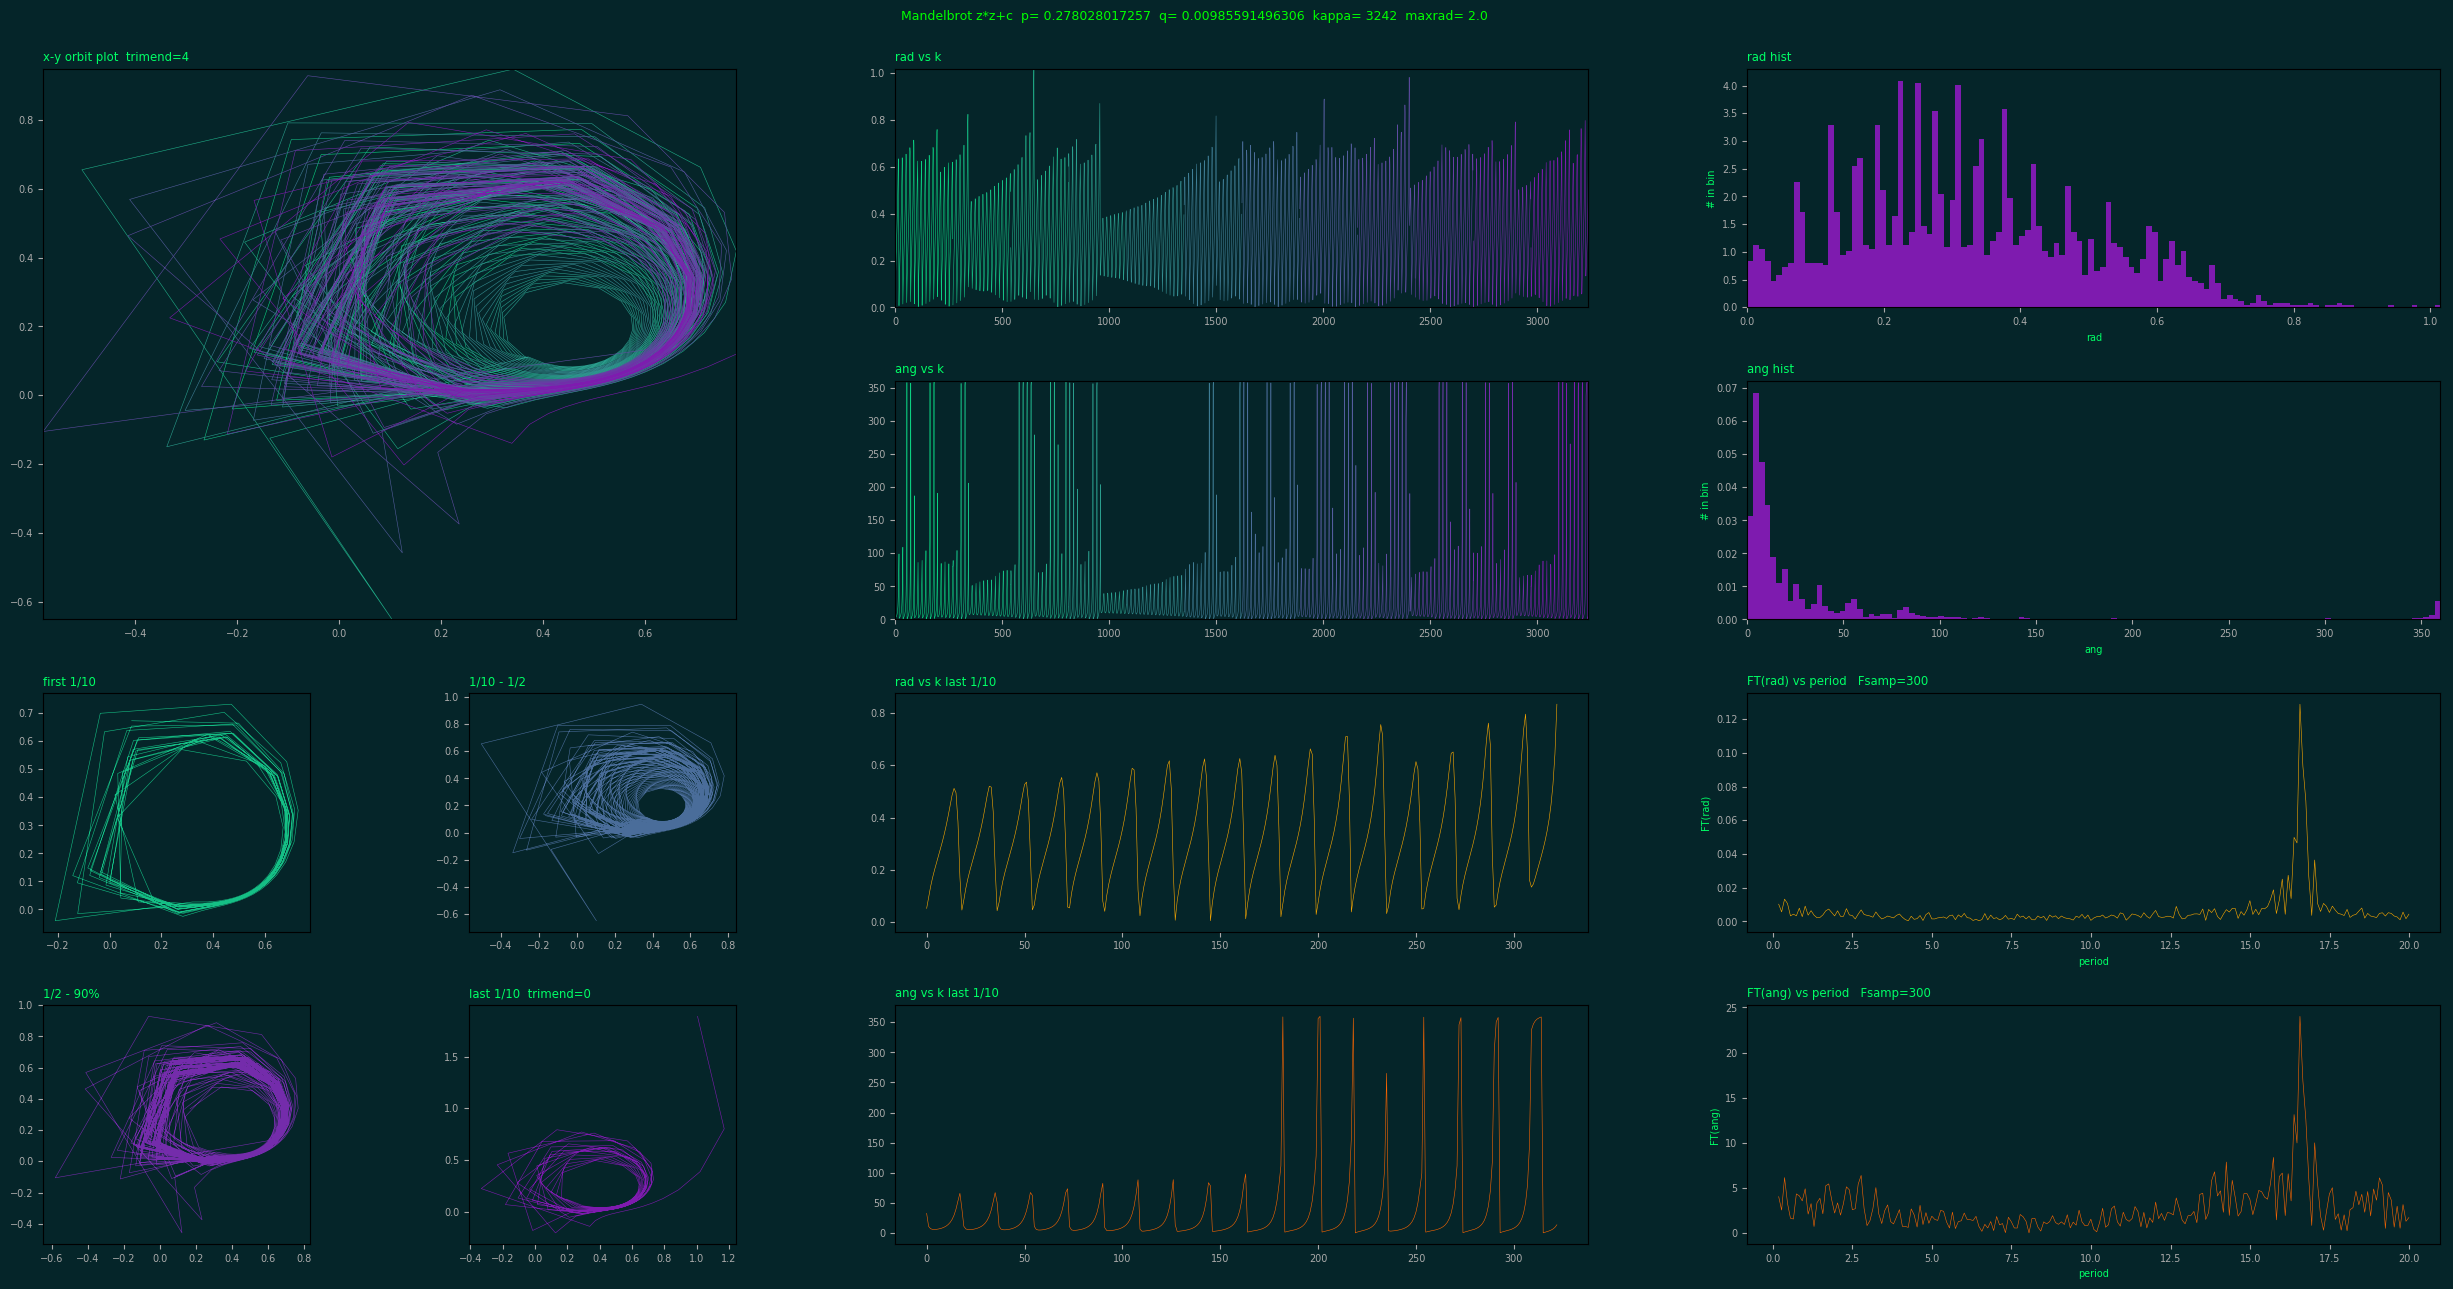 Mandelbrot z*z+c  p= 0.278028017257  q= 0.00985591496306  kappa= 3242  maxrad= 2.0
x-y orbit plot  trimend=4
0.8
0.6
0.4
0.2
0.0
−0.2
−0.4
−0.6
−0.4 −0.2 0.0 0.2 0.4 0.6
rad vs k
1.0
0.8
0.6
0.4
0.2
0.0
0 500 1000 1500 2000 2500 3000
rad hist
# in bin
4.0
3.5
3.0
2.5
2.0
1.5
1.0
0.5
0.0
0.0 0.2 0.4 0.6 0.8 1.0
rad
ang vs k
350
300
250
200
150
100
50
0
0 500 1000 1500 2000 2500 3000
ang hist
# in bin
0.07
0.06
0.05
0.04
0.03
0.02
0.01
0.00
0 50 100 150 200 250 300 350
ang
first 1/10
0.7
0.6
0.5
0.4
0.3
0.2
0.1
0.0
−0.2 0.0 0.2 0.4 0.6
1/10 - 1/2
1.0
0.8
0.6
0.4
0.2
0.0
−0.2
−0.4
−0.6
−0.4 −0.2 0.0 0.2 0.4 0.6 0.8
rad vs k last 1/10
0.8
0.6
0.4
0.2
0.0
0 50 100 150 200 250 300
FT(rad) vs period   Fsamp=300
FT(rad)
0.12
0.10
0.08
0.06
0.04
0.02
0.00
0.0 2.5 5.0 7.5 10.0 12.5 15.0 17.5 20.0
period
1/2 - 90%
1.0
0.8
0.6
0.4
0.2
0.0
−0.2
−0.4
−0.6 −0.4 −0.2 0.0 0.2 0.4 0.6 0.8
last 1/10  trimend=0
1.5
1.0
0.5
0.0
−0.4 −0.2 0.0 0.2 0.4 0.6 0.8 1.0 1.2
ang vs k last 1/10
350
300
250
200
150
100
50
0
0 50 100 150 200 250 300
FT(ang) vs period   Fsamp=300
FT(ang)
25
20
15
10
5
0
0.0 2.5 5.0 7.5 10.0 12.5 15.0 17.5 20.0
period